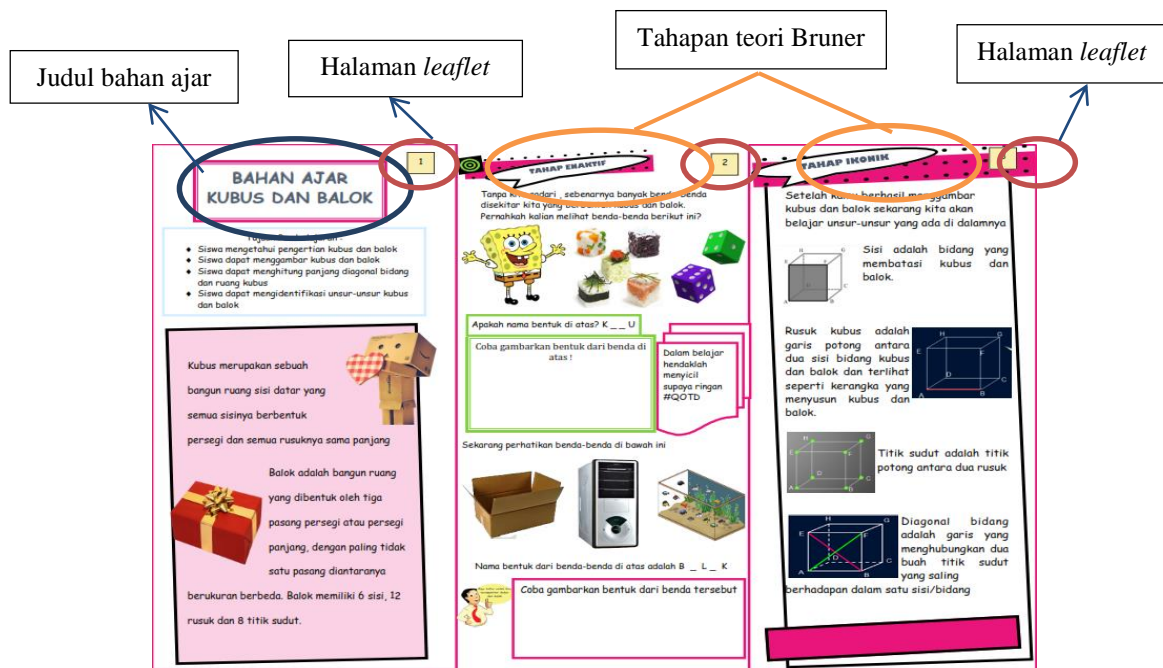 Judul bahan ajar
Halaman leaflet
Tahapan teori Bruner
Halaman leaflet
1
BAHAN AJAR
KUBUS DAN BALOK
Siswa mengetahui pengertian kubus dan balok
Siswa dapat menggambar kubus dan balok
Siswa dapat menghitung panjang diagonal bidang
dan ruang kubus
Siswa dapat mengidentifikasi unsur-unsur kubus
dan balok
Kubus merupakan sebuah
bangun ruang sisi datar yang
semua sisinya berbentuk
persegi dan semua rusuknya sama panjang
Balok adalah bangun ruang
yang dibentuk oleh tiga
pasang persegi atau persegi
panjang, dengan paling tidak
satu pasang diantaranya
berukuran berbeda. Balok memiliki 6 sisi, 12
rusuk dan 8 titik sudut.
TAHAP ENAKTIF
2
Tanpa , sebenarnya banyak
disekitar kita yang kubus dan balok.
Pernahkah kalian melihat benda-benda berikut ini?
Apakah nama bentuk di atas? K _ _ U
Coba gambarkan bentuk dari benda di
atas !
Dalam belajar
hendaklah
menyicil
supaya ringan
#QOTD
Sekarang perhatikan benda-benda di bawah ini
Nama bentuk dari benda-benda di atas adalah B _ L _ K
Coba gambarkan bentuk dari benda tersebut
TAHAP IKONIK
Setelah kamu berhasil menggambar
kubus dan balok sekarang kita akan
belajar unsur-unsur yang ada di dalamnya
H G
E F
D C
A B
Sisi adalah bidang yang
membatasi kubus dan
balok.
Rusuk kubus adalah
garis potong antara
dua sisi bidang kubus
dan balok dan terlihat
seperti kerangka yang
menyusun kubus dan
balok.
H G
E F
D C
A B
H G
E F
D C
A B
Titik sudut adalah titik
potong antara dua rusuk
H G
E F
D C
A B
Diagonal bidang
adalah garis yang
menghubungkan dua
buah titik sudut
yang saling
berhadapan dalam satu sisi/bidang